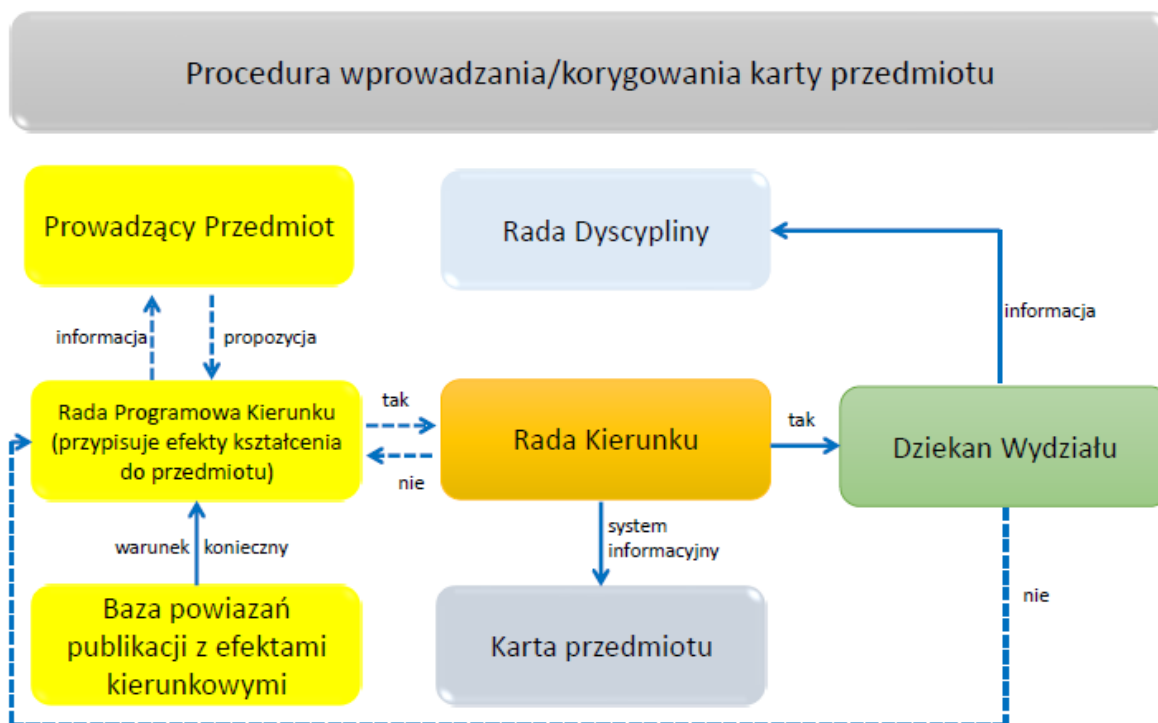 Procedura wprowadzania/korygowania karty przedmiotu
Prowadzący Przedmiot
Rada Dyscypliny
informacja
propozycja
informacja
Rada Programowa Kierunku
(przypisuje efekty kształcenia
do przedmiotu)
tak
nie
Rada Kierunku
tak
Dziekan Wydziału
warunek konieczny
system
informacyjny
nie
Baza powiazań
publikacji z efektami
kierunkowymi
Karta przedmiotu